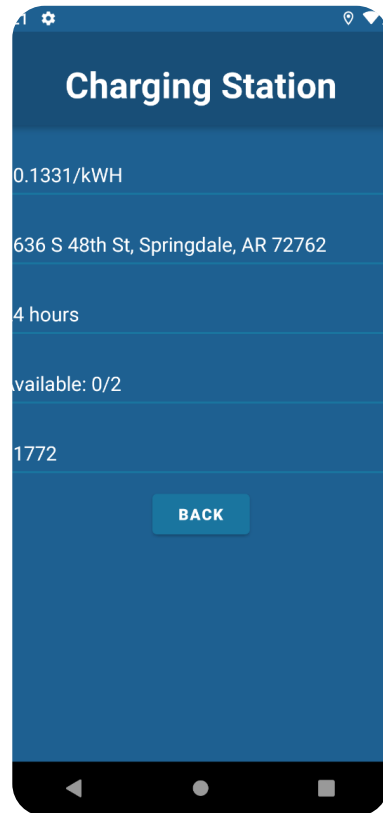 Charging Station
0.1331/kWH
636 S 48th St, Springdale, AR 72762
4 hours
vailable: 0/2
1772
BACK